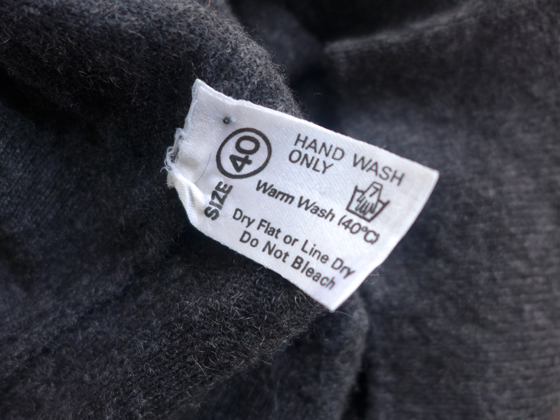 SIZE 40
HAND WASH
ONLY
Warm Wash (40°C)
Dry Flat or Line Dry
Do Not Bleach